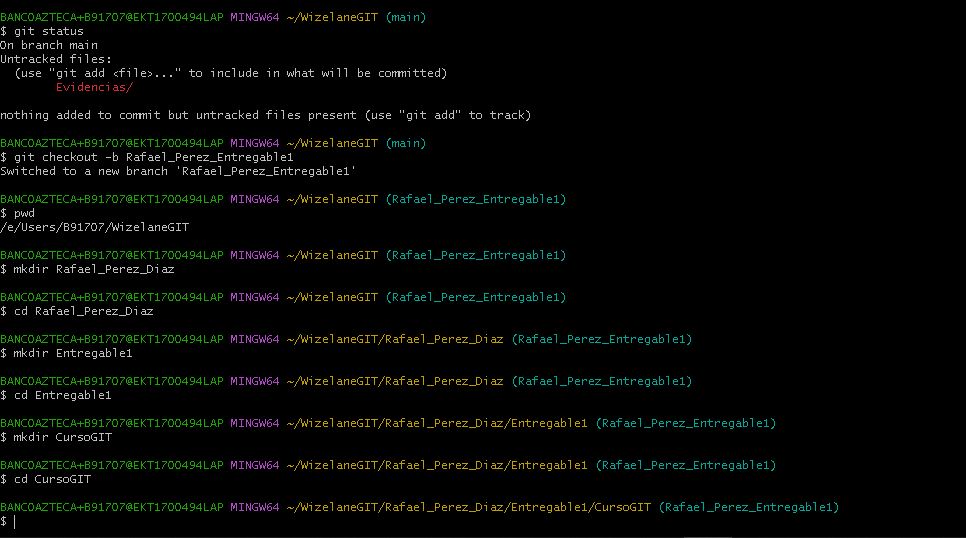 BANCOAZTECA+B91707@EKT1700494LAP MINGW64 ~/WizelaneGIT (main)
$ git status
On branch main
Untracked files:
  (use "git add <file>..." to include in what will be committed)
        Evidencias/

nothing added to commit but untracked files present (use "git add" to track)

BANCOAZTECA+B91707@EKT1700494LAP MINGW64 ~/WizelaneGIT (main)
$ git checkout -b Rafael_Perez_Entregable1
Switched to a new branch 'Rafael_Perez_Entregable1'

BANCOAZTECA+B91707@EKT1700494LAP MINGW64 ~/WizelaneGIT (Rafael_Perez_Entregable1)
$ pwd
/e/Users/B91707/WizelaneGIT

BANCOAZTECA+B91707@EKT1700494LAP MINGW64 ~/WizelaneGIT (Rafael_Perez_Entregable1)
$ mkdir Rafael_Perez_Diaz

BANCOAZTECA+B91707@EKT1700494LAP MINGW64 ~/WizelaneGIT (Rafael_Perez_Entregable1)
$ cd Rafael_Perez_Diaz

BANCOAZTECA+B91707@EKT1700494LAP MINGW64 ~/WizelaneGIT/Rafael_Perez_Diaz (Rafael_Perez_Entregable1)
$ mkdir Entregable1

BANCOAZTECA+B91707@EKT1700494LAP MINGW64 ~/WizelaneGIT/Rafael_Perez_Diaz (Rafael_Perez_Entregable1)
$ cd Entregable1

BANCOAZTECA+B91707@EKT1700494LAP MINGW64 ~/WizelaneGIT/Rafael_Perez_Diaz/Entregable1 (Rafael_Perez_Entregable1)
$ mkdir CursoGIT

BANCOAZTECA+B91707@EKT1700494LAP MINGW64 ~/WizelaneGIT/Rafael_Perez_Diaz/Entregable1 (Rafael_Perez_Entregable1)
$ cd CursoGIT

BANCOAZTECA+B91707@EKT1700494LAP MINGW64 ~/WizelaneGIT/Rafael_Perez_Diaz/Entregable1/CursoGIT (Rafael_Perez_Entregable1)
$